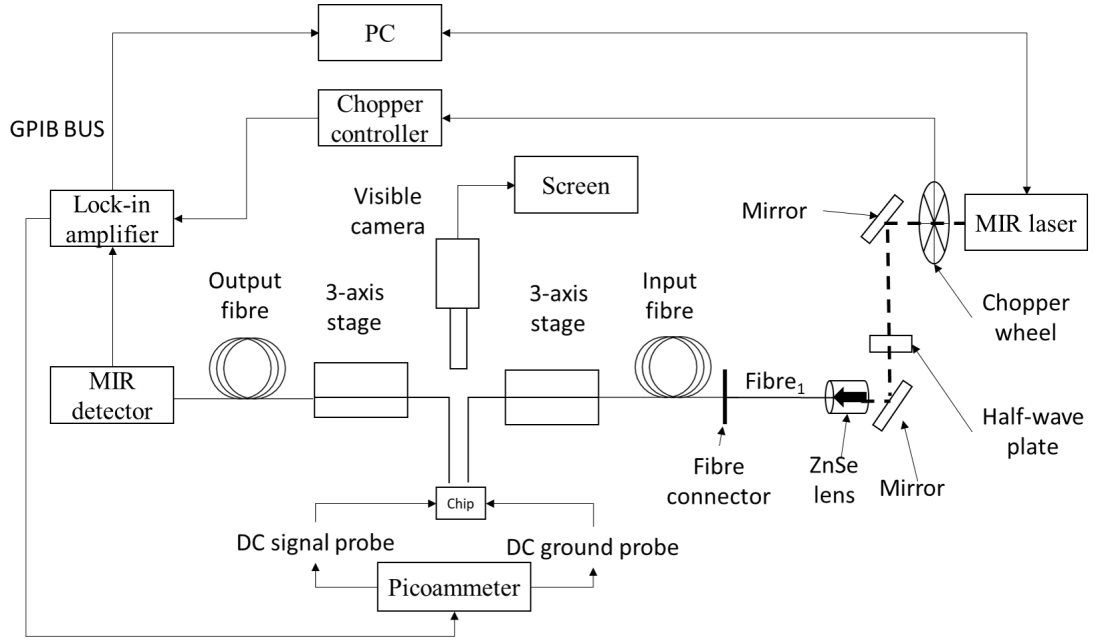 PC
GPIB BUS
Chopper
controller
Screen
Visible
camera
Lock-in
amplifier
Mirror
MIR laser
Output
fibre
3-axis
stage
3-axis
stage
Input
fibre
Chopper
wheel
MIR
detector
Fibre₁
Half-wave
plate
Fibre
connector
ZnSe
lens
Mirror
Chip
DC signal probe
DC ground probe
Picoammeter